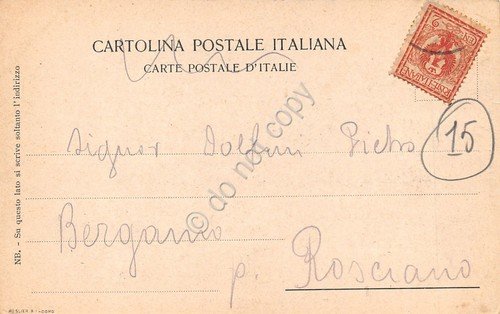 CARTOLINA POSTALE ITALIANA
CARTE POSTALE D'ITALIE
NB. - Su questo lato si scrive soltanto l'indirizzo
15
Signor Dolfeni Pietro
Bergamo
p. Rosciano
© do not copy